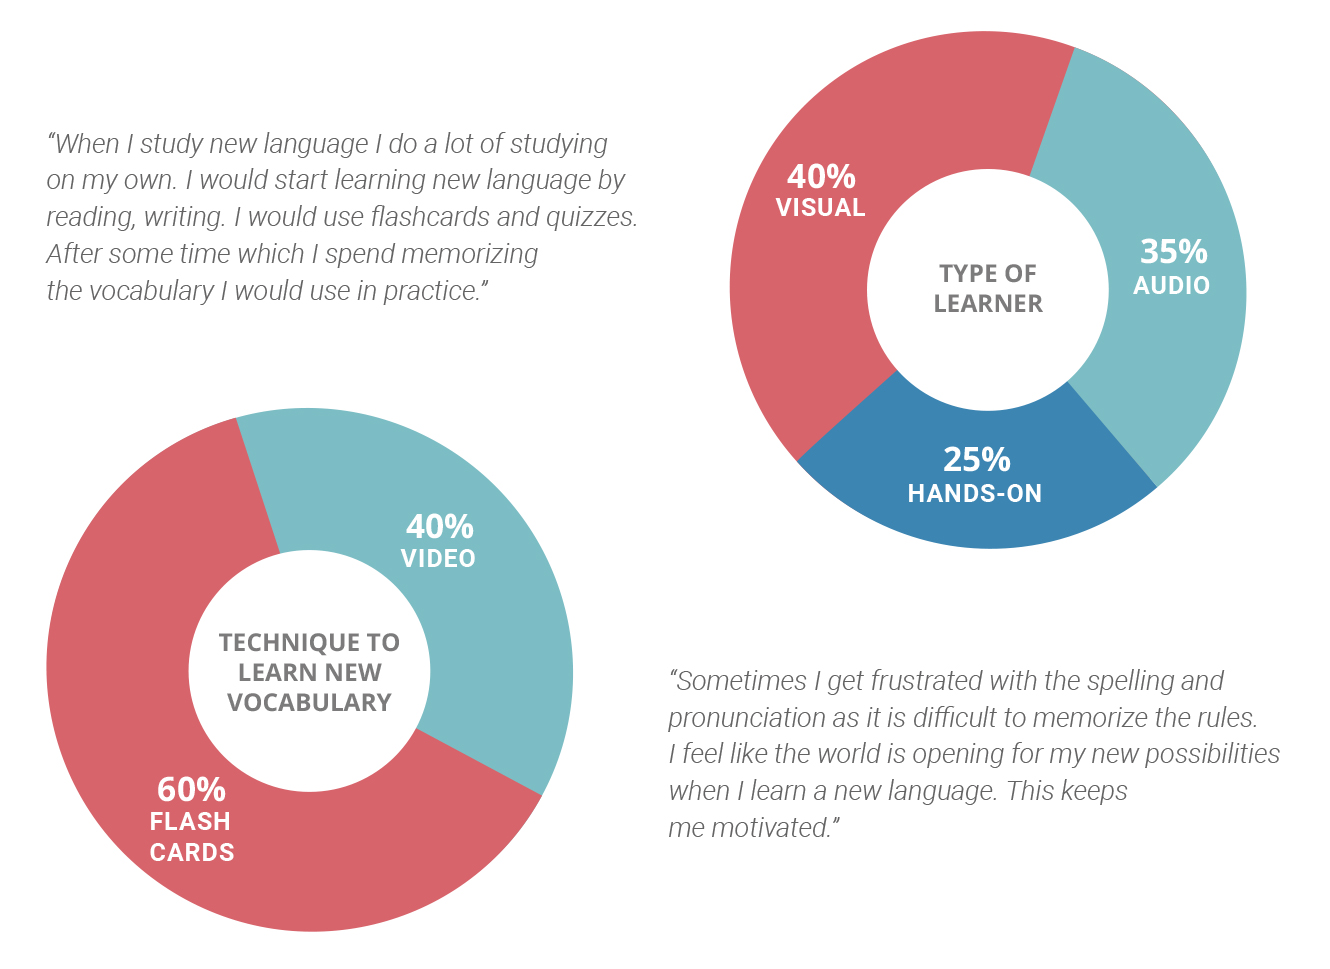 “When I study new language I do a lot of studying
on my own. I would start learning new language by
reading, writing. I would use flashcards and quizzes.
After some time which I spend memorizing
the vocabulary I would use in practice.”
40%
VISUAL
35%
AUDIO
25%
HANDS-ON
TYPE OF
LEARNER
40%
VIDEO
60%
FLASH
CARDS
TECHNIQUE TO
LEARN NEW
VOCABULARY
“Sometimes I get frustrated with the spelling and
pronunciation as it is difficult to memorize the rules.
I feel like the world is opening for my new possibilities
when I learn a new language. This keeps
me motivated.”